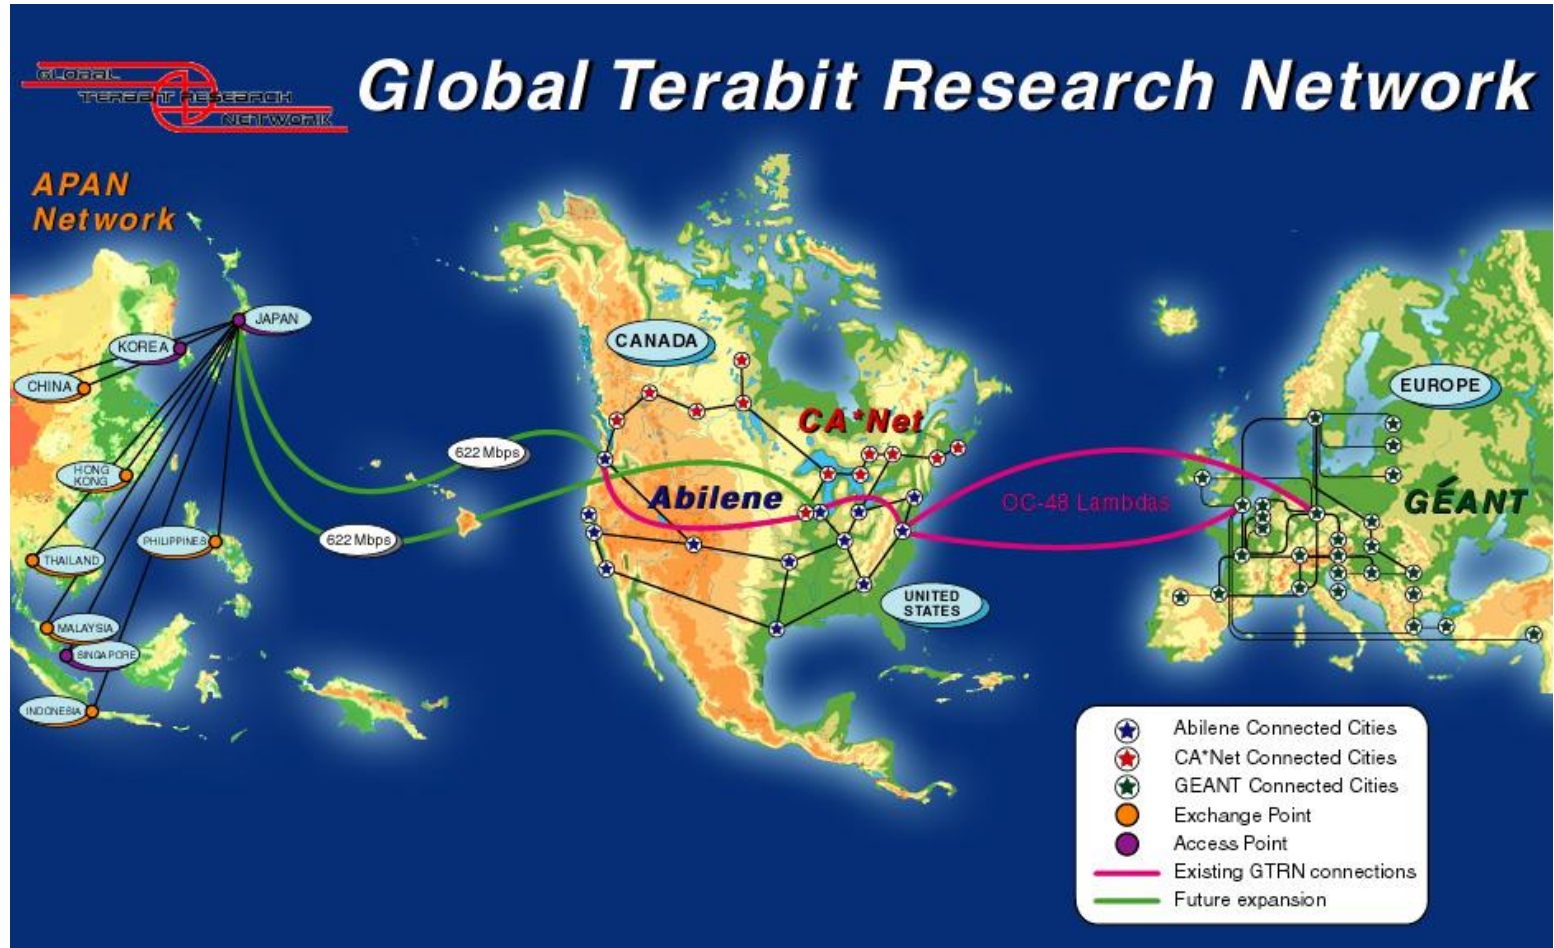 GLOBAL
TERABIT RESEARCH
NETWORK
Global Terabit Research Network
APAN
Network
JAPAN
KOREA
CHINA
HONG
KONG
PHILIPPINES
THAILAND
MALAYSIA
SINGAPORE
INDONESIA
622 Mbps
622 Mbps
CANADA
CA*Net
Abilene
UNITED
STATES
OC-48 Lambdas
EUROPE
GÉANT
Abilene Connected Cities
CA*Net Connected Cities
GEANT Connected Cities
Exchange Point
Access Point
Existing GTRN connections
Future expansion